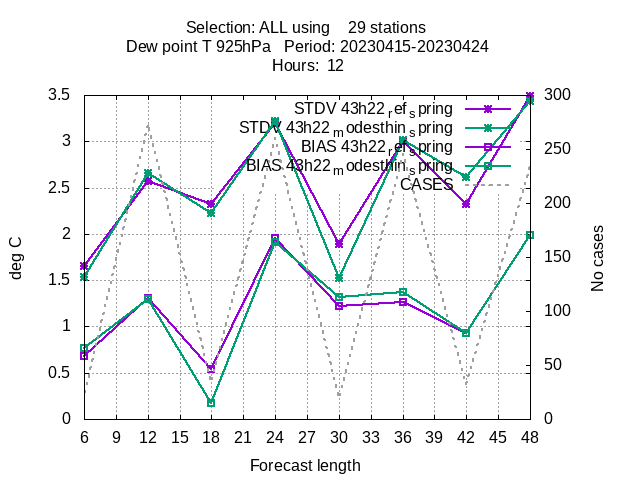 Selection: ALL using 29 stations
Dew point T 925hPa Period: 20230415-20230424
Hours: 12
STDV 43h22_ref_spring
STDV 43h22_modesthin_spring
BIAS 43h22_ref_spring
BIAS 43h22_modesthin_spring
CASES
3.5
3
2.5
2
1.5
1
0.5
0
deg C
300
250
200
150
100
50
0
No cases
6 9 12 15 18 21 24 27 30 33 36 39 42 45 48
Forecast length